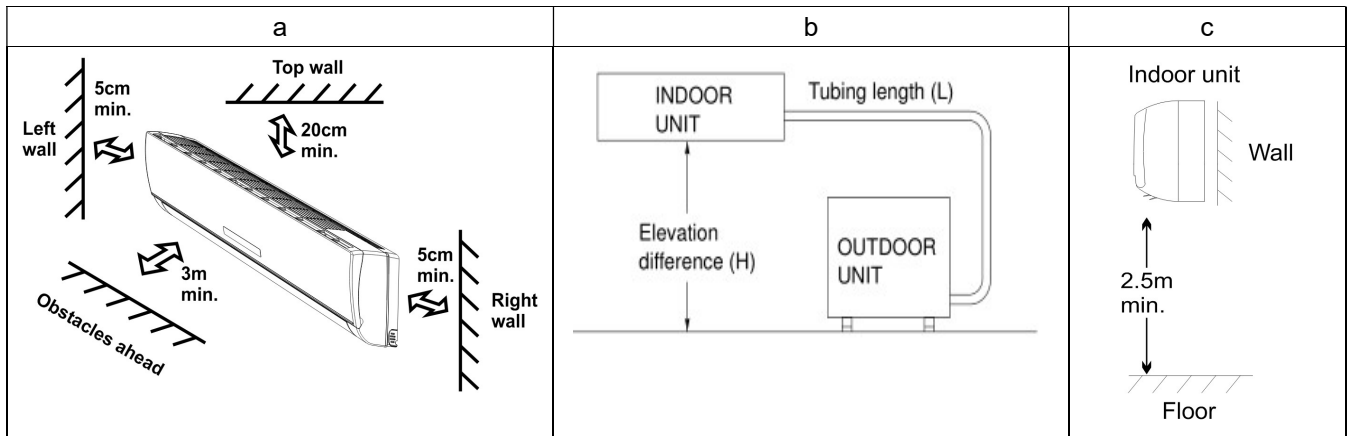 a
b
c
Top wall
5cm
min.
Left
wall
20cm
min.
3m
min.
Obstacles ahead
5cm
min.
Right
wall
INDOOR
UNIT
Tubing length (L)
Elevation
difference (H)
OUTDOOR
UNIT
Indoor unit
Wall
2.5m
min.
Floor